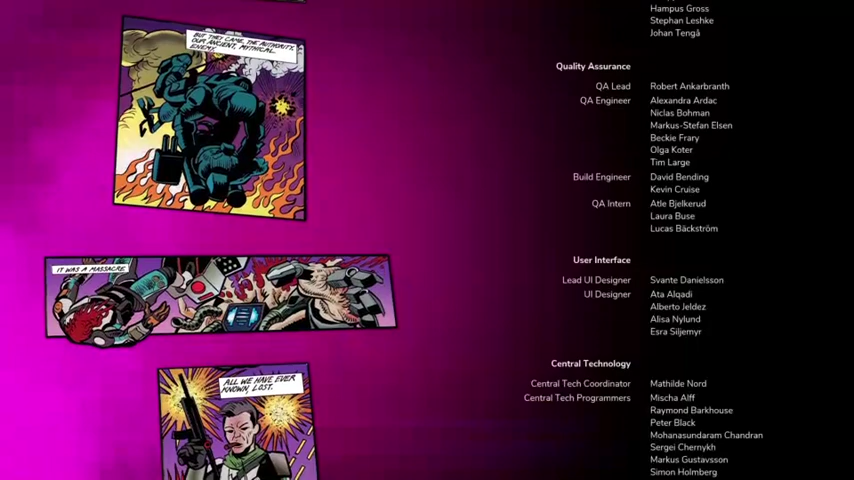 BUT THEY CAME, THE AUTHORITY,
OUR ANCIENT, MYTHICAL
ENEMY.
IT WAS A MASSACRE
ALL WE HAVE EVER
KNOWN, LOST.
Hampus Gross
Stephan Leshke
Johan Tengå
Quality Assurance
QA Lead Robert Ankarbranth
QA Engineer Alexandra Ardac
Niclas Bohman
Markus-Stefan Elsen
Beckie Frary
Olga Koter
Tim Large
Build Engineer David Bending
Kevin Cruise
QA Intern Atle Bjelkerud
Laura Buse
Lucas Bäckström
User Interface
Lead UI Designer Svante Danielsson
UI Designer Ata Alqadi
Alberto Jeldez
Alisa Nylund
Esra Siljemyr
Central Technology
Central Tech Coordinator Mathilde Nord
Central Tech Programmers Mischa Alff
Raymond Barkhouse
Peter Black
Mohanasundaram Chandran
Sergei Chernykh
Markus Gustavsson
Simon Holmberg